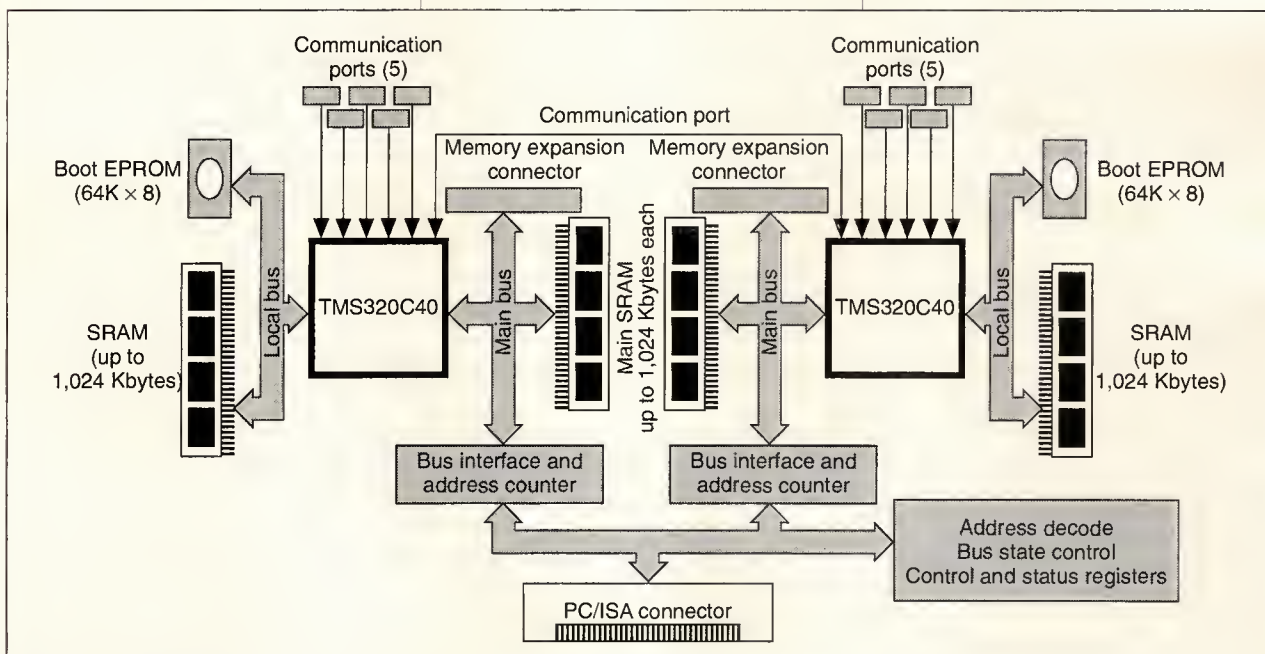 Communication
ports (5)
Communication
ports (5)
Communication port
Memory expansion
connector
Memory expansion
connector
Boot EPROM
(64K × 8)
Boot EPROM
(64K × 8)
Local bus
TMS320C40
Main bus
Main SRAM
up to 1,024 Kbytes each
Main bus
TMS320C40
Local bus
SRAM
(up to
1,024 Kbytes)
SRAM
(up to
1,024 Kbytes)
Bus interface and
address counter
Bus interface and
address counter
Address decode
Bus state control
Control and status registers
PC/ISA connector